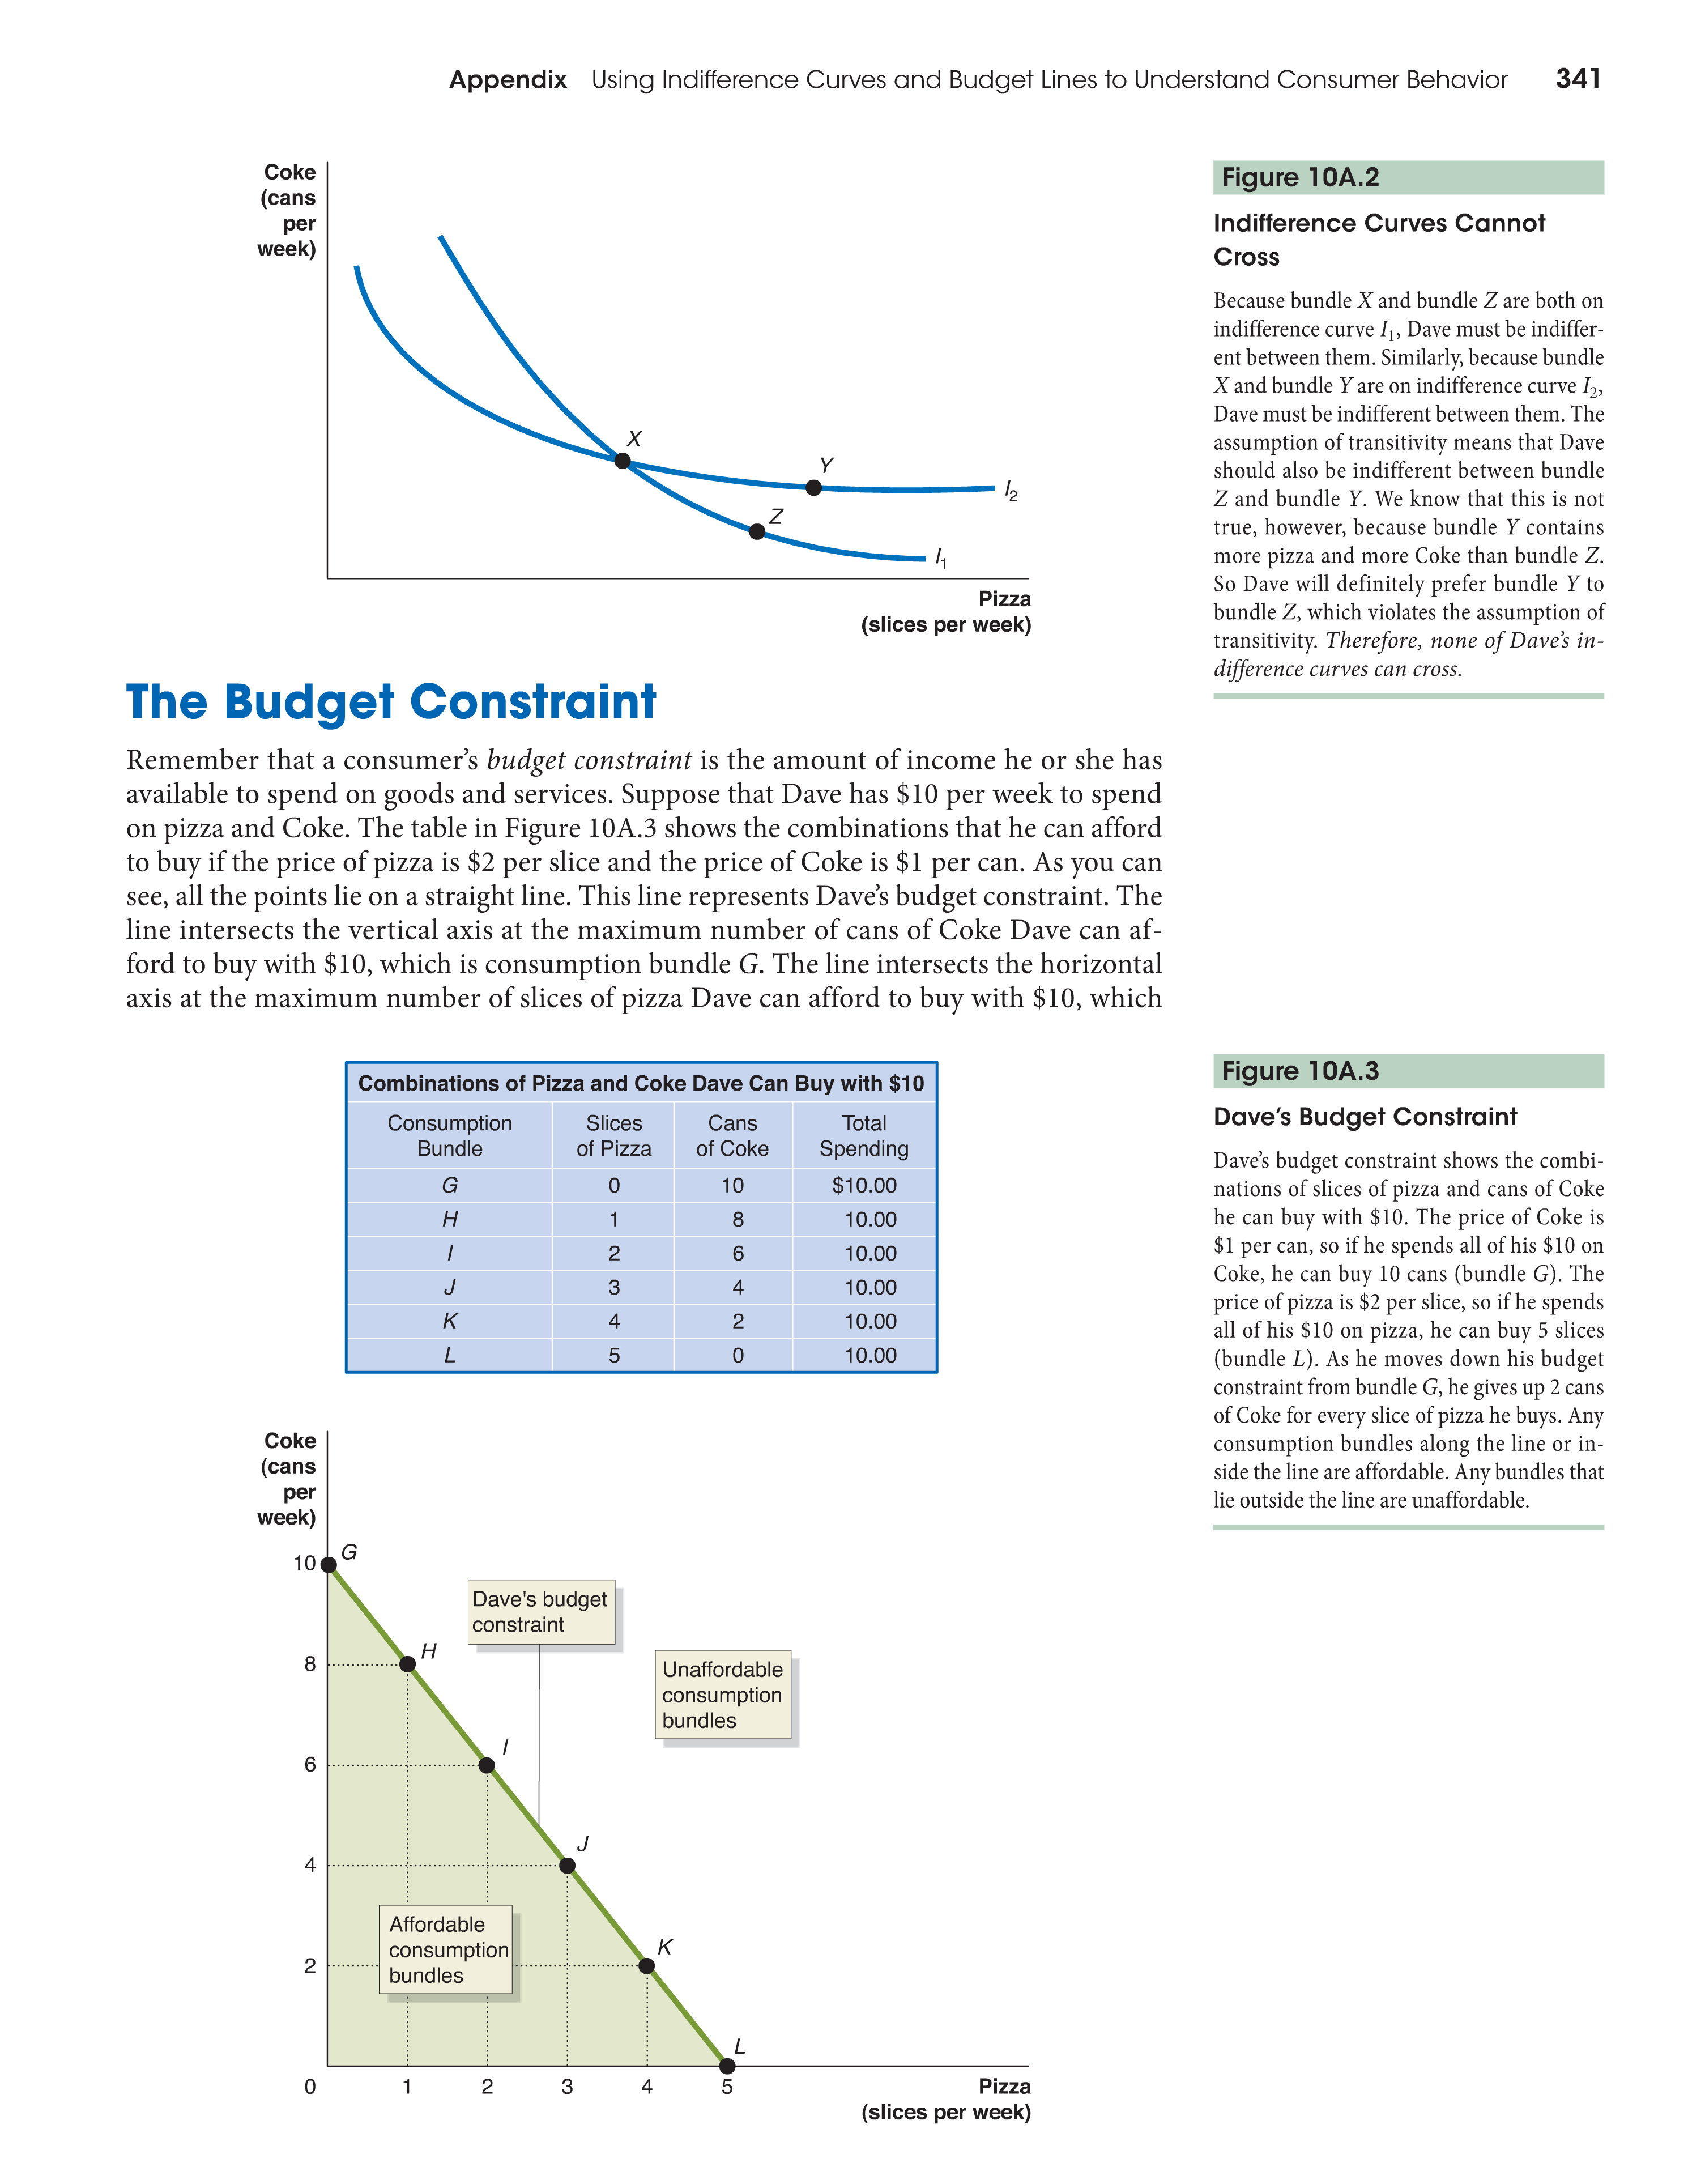 Appendix Using Indifference Curves and Budget Lines to Understand Consumer Behavior 341
Coke
(cans
per
week)
X
Y
I2
Z
I1
Pizza
(slices per week)
Figure 10A.2
Indifference Curves Cannot
Cross
Because bundle X and bundle Z are both on
indifference curve I1, Dave must be indiffer-
ent between them. Similarly, because bundle
X and bundle Y are on indifference curve I2,
Dave must be indifferent between them. The
assumption of transitivity means that Dave
should also be indifferent between bundle
Z and bundle Y. We know that this is not
true, however, because bundle Y contains
more pizza and more Coke than bundle Z.
So Dave will definitely prefer bundle Y to
bundle Z, which violates the assumption of
transitivity. Therefore, none of Dave's in-
difference curves can cross.
The Budget Constraint
Remember that a consumer's budget constraint is the amount of income he or she has
available to spend on goods and services. Suppose that Dave has $10 per week to spend
on pizza and Coke. The table in Figure 10A.3 shows the combinations that he can afford
to buy if the price of pizza is $2 per slice and the price of Coke is $1 per can. As you can
see, all the points lie on a straight line. This line represents Dave's budget constraint. The
line intersects the vertical axis at the maximum number of cans of Coke Dave can af-
ford to buy with $10, which is consumption bundle G. The line intersects the horizontal
axis at the maximum number of slices of pizza Dave can afford to buy with $10, which
Combinations of Pizza and Coke Dave Can Buy with $10
Consumption Slices Cans Total
Bundle of Pizza of Coke Spending
G 0 10 $10.00
H 1 8 10.00
I 2 6 10.00
J 3 4 10.00
K 4 2 10.00
L 5 0 10.00
Figure 10A.3
Dave's Budget Constraint
Dave's budget constraint shows the combi-
nations of slices of pizza and cans of Coke
he can buy with $10. The price of Coke is
$1 per can, so if he spends all of his $10 on
Coke, he can buy 10 cans (bundle G). The
price of pizza is $2 per slice, so if he spends
all of his $10 on pizza, he can buy 5 slices
(bundle L). As he moves down his budget
constraint from bundle G, he gives up 2 cans
of Coke for every slice of pizza he buys. Any
consumption bundles along the line or in-
side the line are affordable. Any bundles that
lie outside the line are unaffordable.
Coke
(cans
per
week)
10 G
Dave's budget
constraint
8 H
Unaffordable
consumption
bundles
6 I
4 J
Affordable
consumption
bundles
2 K
L
0 1 2 3 4 5 Pizza
(slices per week)